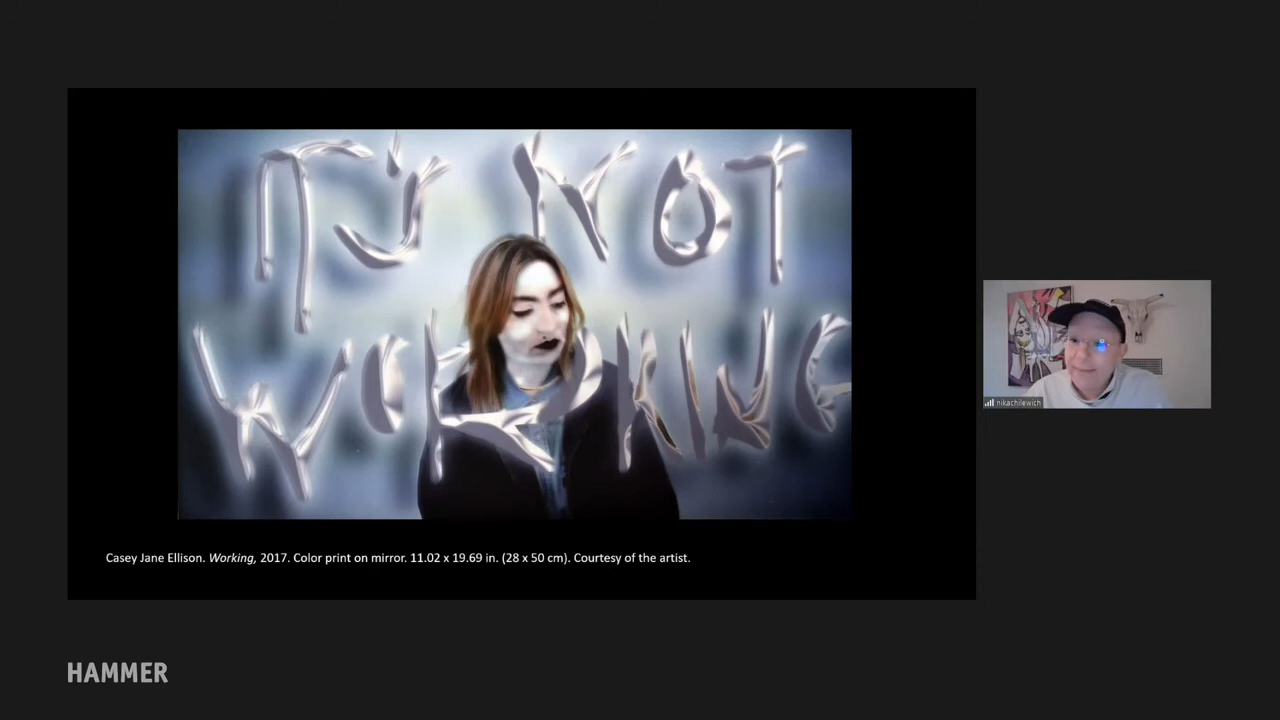 IT'S NOT
WORKING
nikachilewich
Casey Jane Ellison. Working, 2017. Color print on mirror. 11.02 x 19.69 in. (28 x 50 cm). Courtesy of the artist.
HAMMER